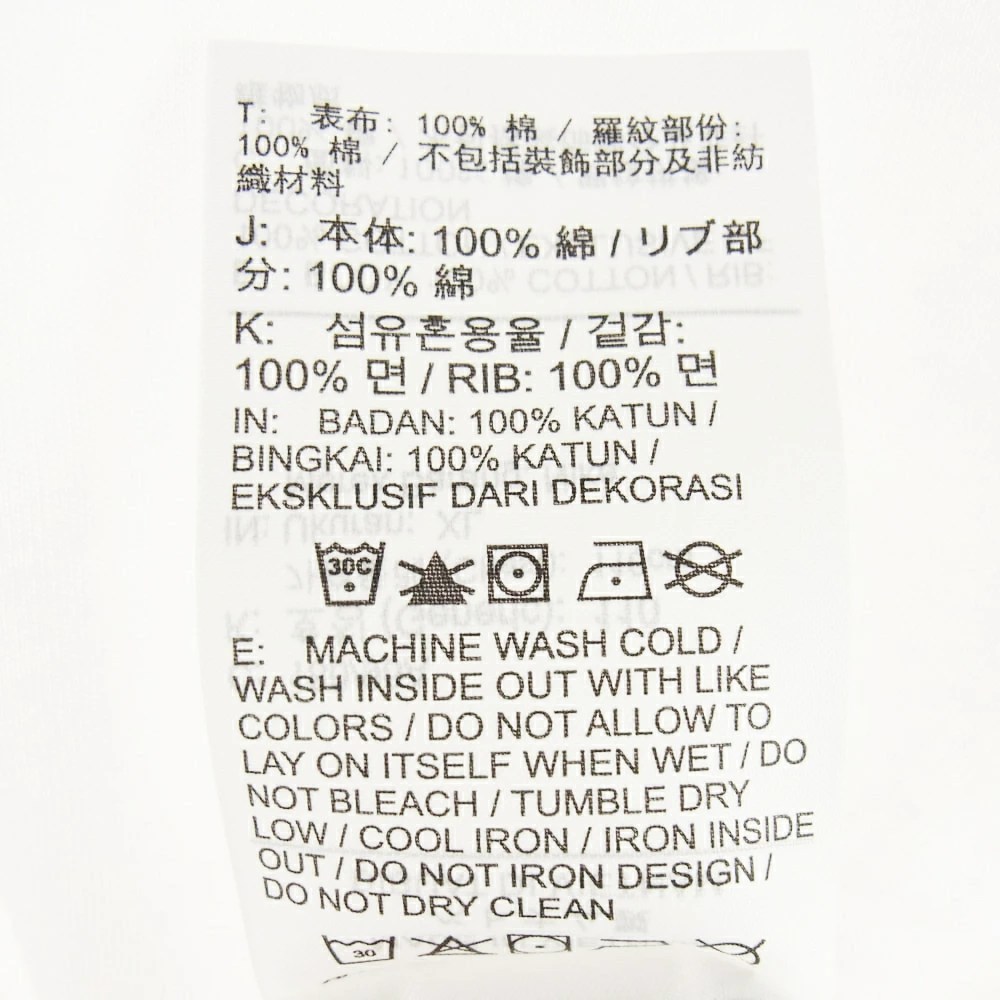 T: 表布: 100% 棉 / 羅紋部份:
100% 棉 / 不包括裝飾部分及非紡
織材料
J: 本体: 100% 綿 / リブ部
分: 100% 綿
K: 섬유혼용율 / 겉감:
100% 면 / RIB: 100% 면
IN: BADAN: 100% KATUN /
BINGKAI: 100% KATUN /
EKSKLUSIF DARI DEKORASI
30C
E: MACHINE WASH COLD /
WASH INSIDE OUT WITH LIKE
COLORS / DO NOT ALLOW TO
LAY ON ITSELF WHEN WET / DO
NOT BLEACH / TUMBLE DRY
LOW / COOL IRON / IRON INSIDE
OUT / DO NOT IRON DESIGN /
DO NOT DRY CLEAN
30